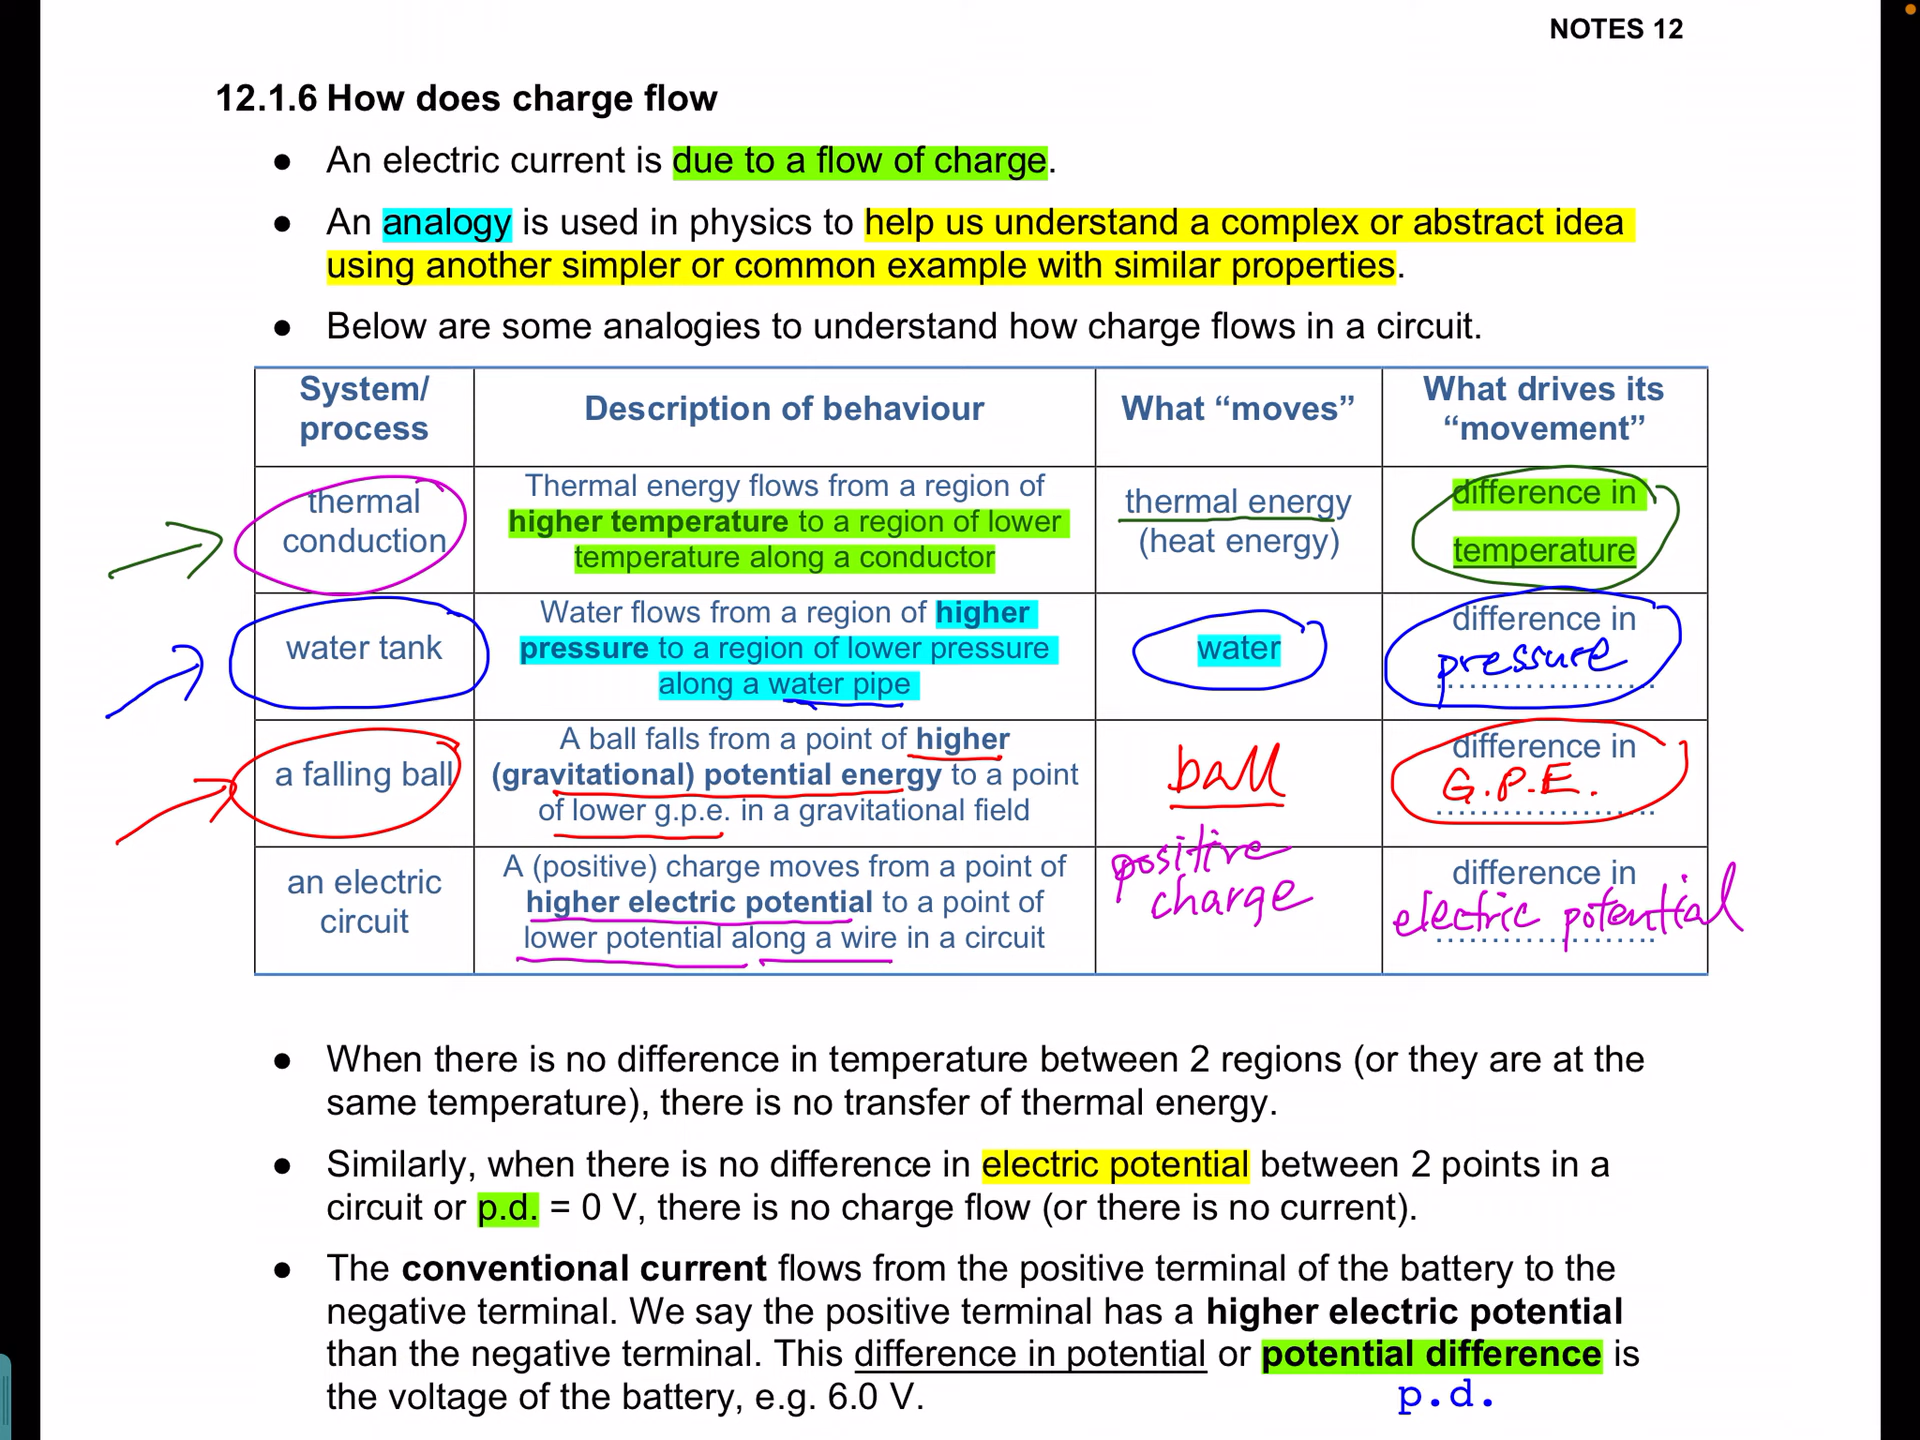 NOTES 12
12.1.6 How does charge flow
● An electric current is due to a flow of charge.
● An analogy is used in physics to help us understand a complex or abstract idea
using another simpler or common example with similar properties.
● Below are some analogies to understand how charge flows in a circuit.
System/
process
Description of behaviour
What “moves”
What drives its
“movement”
thermal
conduction
Thermal energy flows from a region of
higher temperature to a region of lower
temperature along a conductor
thermal energy
(heat energy)
difference in
temperature
water tank
Water flows from a region of higher
pressure to a region of lower pressure
along a water pipe
water
difference in
pressure
a falling ball
A ball falls from a point of higher
(gravitational) potential energy to a point
of lower g.p.e. in a gravitational field
ball
difference in
G.P.E.
an electric
circuit
A (positive) charge moves from a point of
higher electric potential to a point of
lower potential along a wire in a circuit
positive
charge
difference in
electric potential
● When there is no difference in temperature between 2 regions (or they are at the
same temperature), there is no transfer of thermal energy.
● Similarly, when there is no difference in electric potential between 2 points in a
circuit or p.d. = 0 V, there is no charge flow (or there is no current).
● The conventional current flows from the positive terminal of the battery to the
negative terminal. We say the positive terminal has a higher electric potential
than the negative terminal. This difference in potential or potential difference is
the voltage of the battery, e.g. 6.0 V.
p.d.